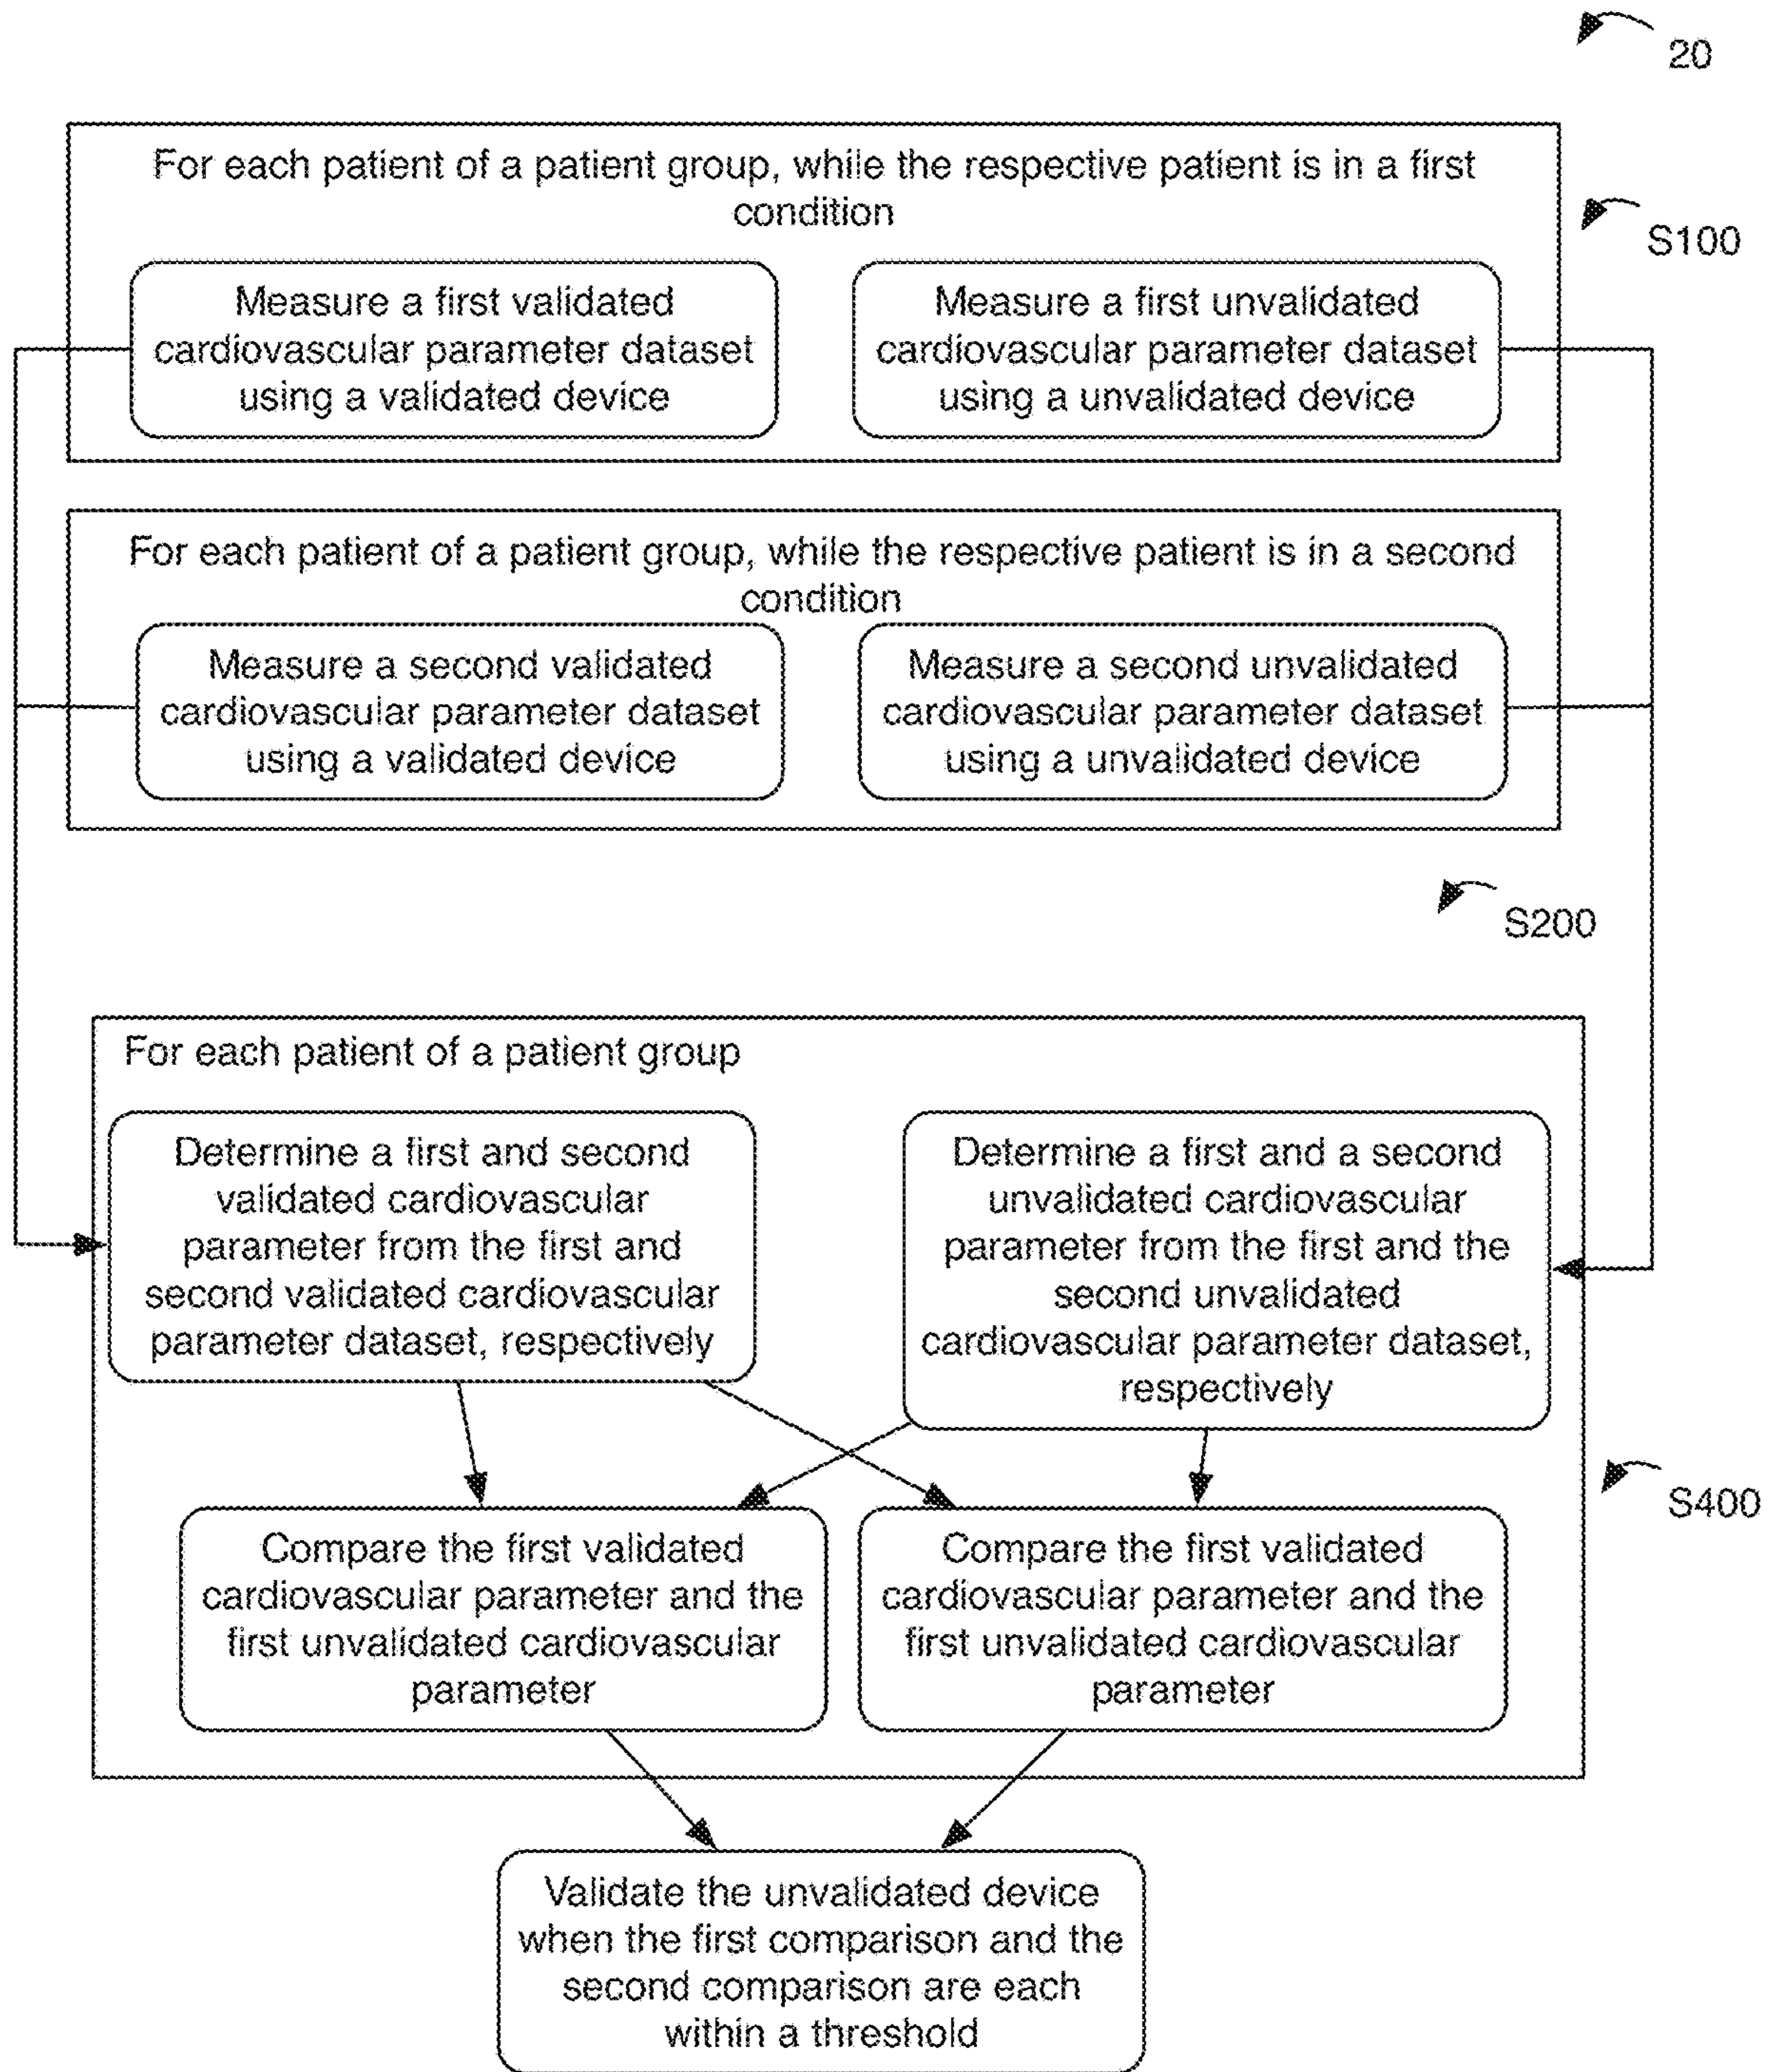 20
For each patient of a patient group, while the respective patient is in a first
condition
S100
Measure a first validated
cardiovascular parameter dataset
using a validated device
Measure a first unvalidated
cardiovascular parameter dataset
using a unvalidated device
For each patient of a patient group, while the respective patient is in a second
condition
Measure a second validated
cardiovascular parameter dataset
using a validated device
Measure a second unvalidated
cardiovascular parameter dataset
using a unvalidated device
S200
For each patient of a patient group
Determine a first and second
validated cardiovascular
parameter from the first and
second validated cardiovascular
parameter dataset, respectively
Determine a first and a second
unvalidated cardiovascular
parameter from the first and the
second unvalidated
cardiovascular parameter dataset,
respectively
S400
Compare the first validated
cardiovascular parameter and the
first unvalidated cardiovascular
parameter
Compare the first validated
cardiovascular parameter and the
first unvalidated cardiovascular
parameter
Validate the unvalidated device
when the first comparison and the
second comparison are each
within a threshold